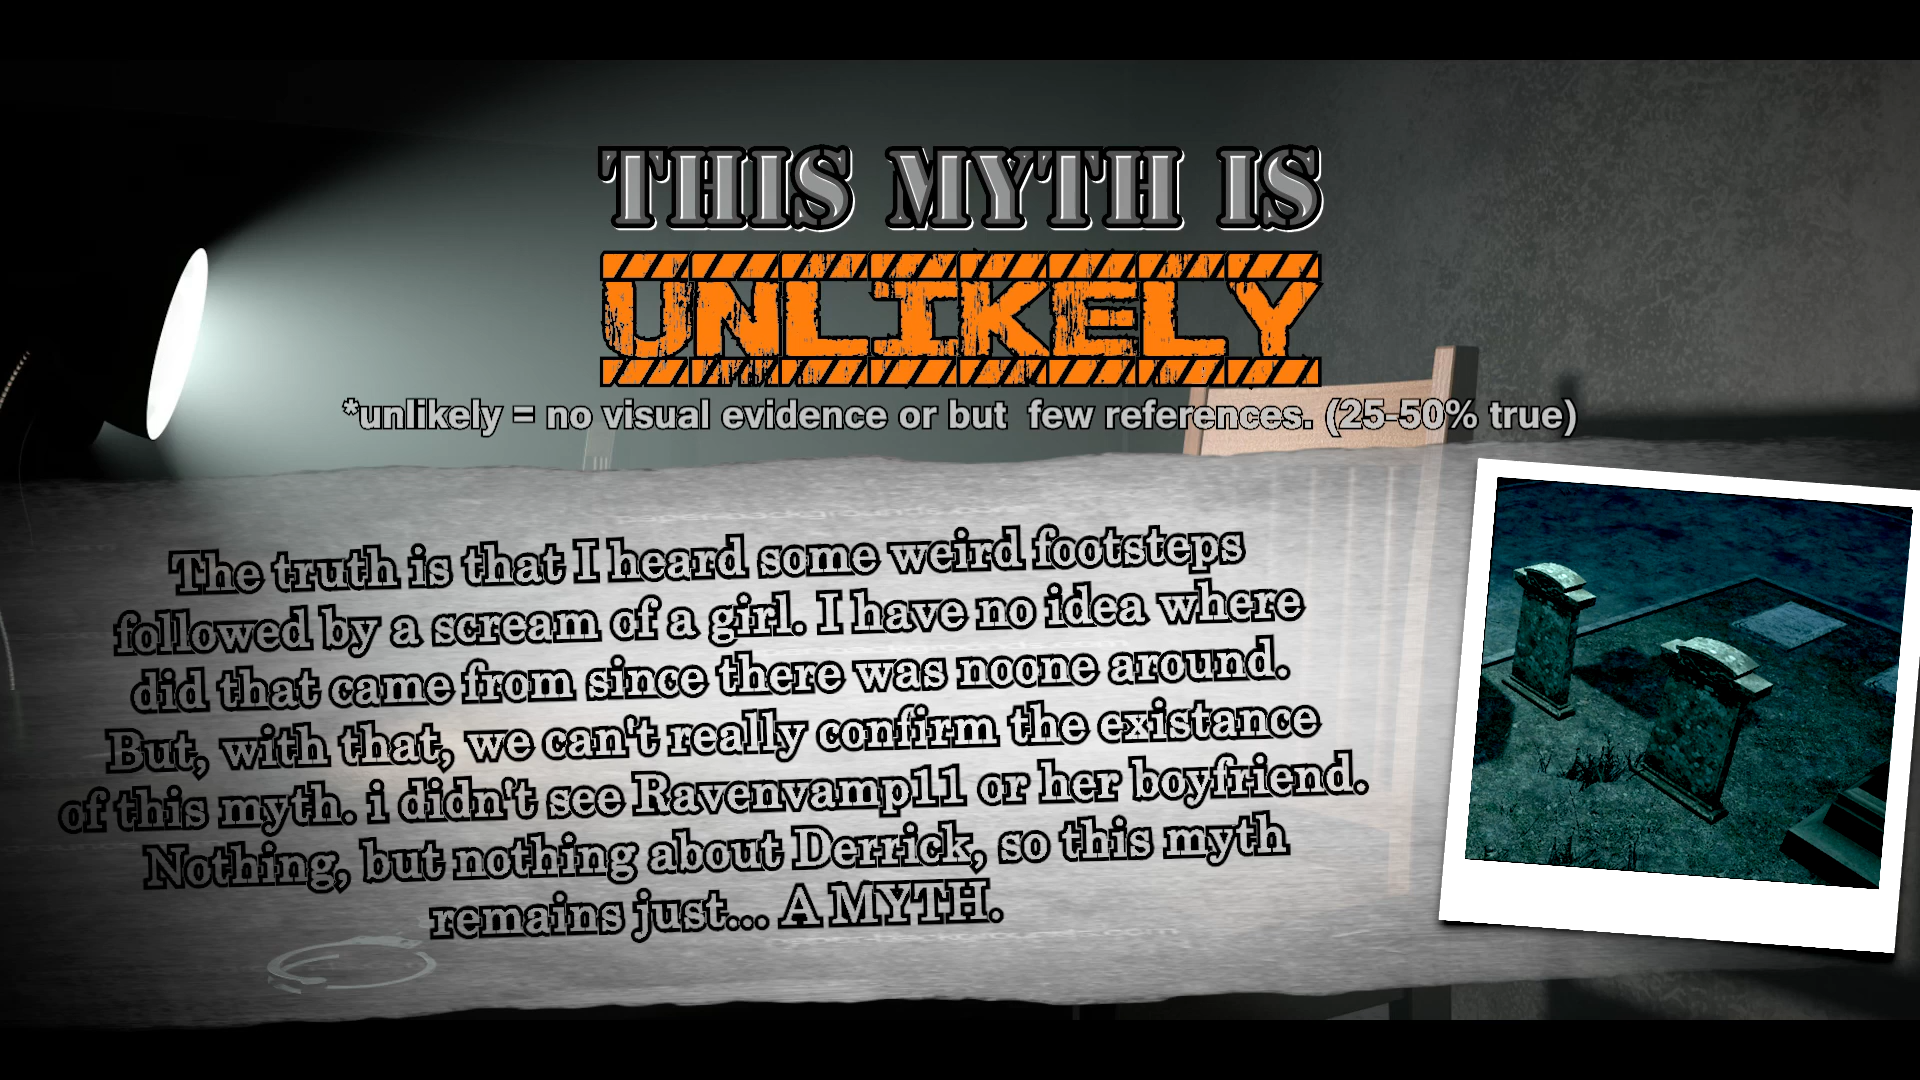 THIS MYTH IS
UNLIKELY
*unlikely = no visual evidence or but  few references. (25-50% true)
The truth is that I heard some weird footsteps
followed by a scream of a girl. I have no idea where
did that came from since there was noone around.
But, with that, we can't really confirm the existance
of this myth. i didn't see Ravenvamp11 or her boyfriend.
Nothing, but nothing about Derrick, so this myth
remains just... A MYTH.